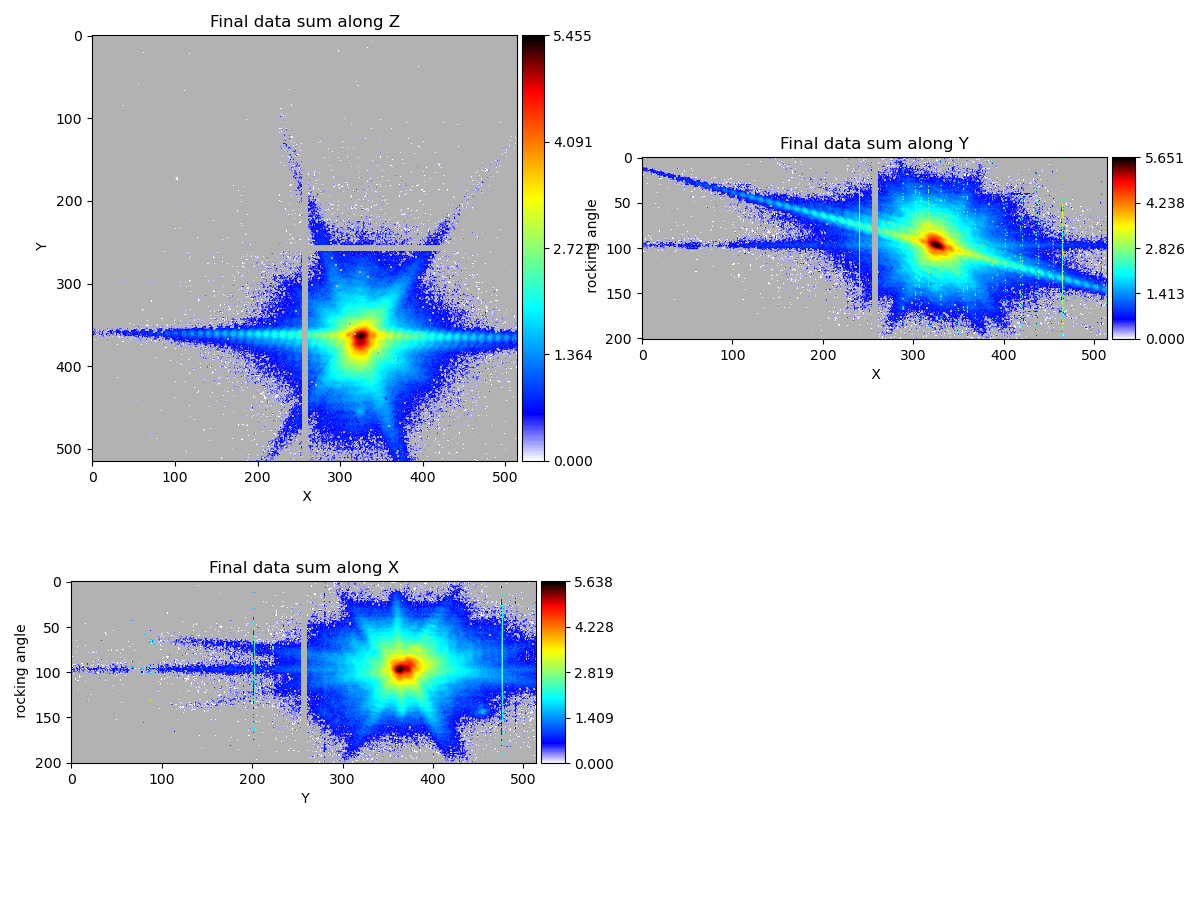 Final data sum along Z
0
100
200
300
400
500
Y
0 100 200 300 400 500
X
5.455
4.091
2.727
1.364
0.000
Final data sum along Y
0
50
100
150
200
rocking angle
0 100 200 300 400 500
X
5.651
4.238
2.826
1.413
0.000
Final data sum along X
0
50
100
150
200
rocking angle
0 100 200 300 400 500
Y
5.638
4.228
2.819
1.409
0.000